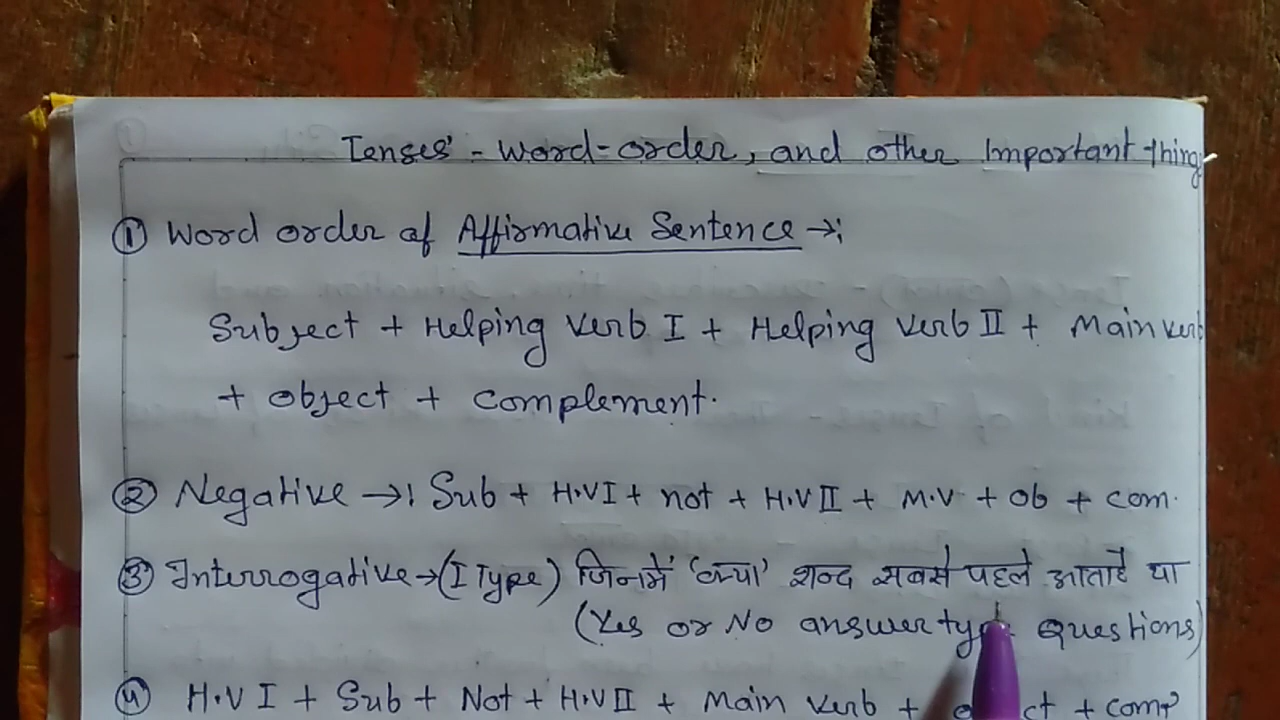 Tenses' - Word-order, and other Important thing
① Word order of Affirmative Sentence →;
Subject + Helping Verb I + Helping Verb II + Main verb
+ object + complement.
② Negative →; Sub + H.V I + not + H.V II + M.V + Ob + com.
③ Interrogative → (I Type) जिनमें 'क्या' शब्द सबसे पहले आता है या
(Yes or No answer type questions)
④ H.V I + Sub + Not + H.V II + Main verb + + comp